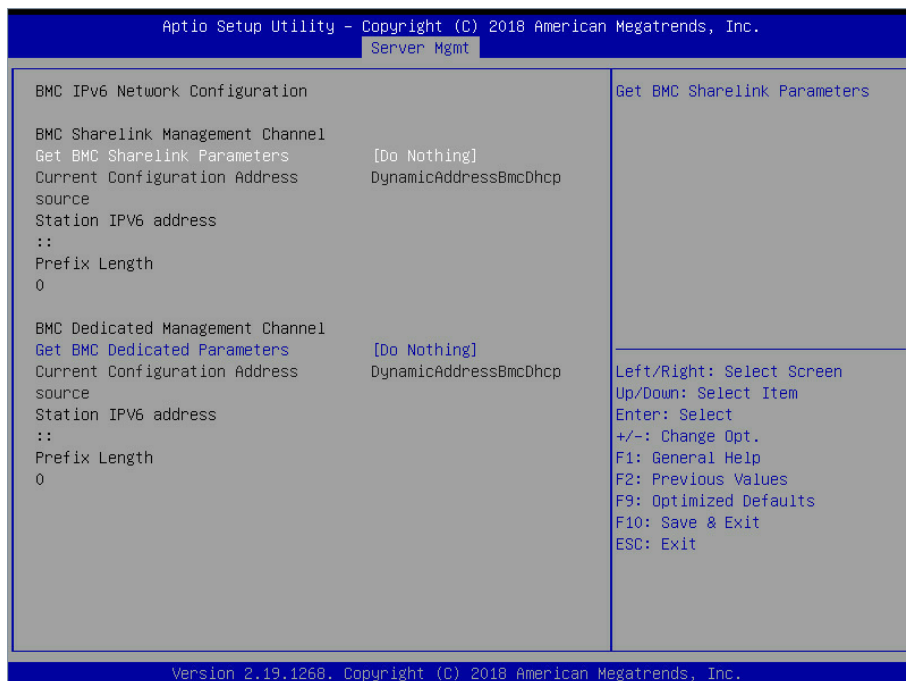 Aptio Setup Utility – Copyright (C) 2018 American Megatrends, Inc.
Server Mgmt
BMC IPv6 Network Configuration
BMC Sharelink Management Channel
Get BMC Sharelink Parameters [Do Nothing]
Current Configuration Address DynamicAddressBmcDhcp
source
Station IPV6 address
::
Prefix Length
0
BMC Dedicated Management Channel
Get BMC Dedicated Parameters [Do Nothing]
Current Configuration Address DynamicAddressBmcDhcp
source
Station IPV6 address
::
Prefix Length
0
Get BMC Sharelink Parameters
Left/Right: Select Screen
Up/Down: Select Item
Enter: Select
+/-: Change Opt.
F1: General Help
F2: Previous Values
F9: Optimized Defaults
F10: Save & Exit
ESC: Exit
Version 2.19.1268. Copyright (C) 2018 American Megatrends, Inc.